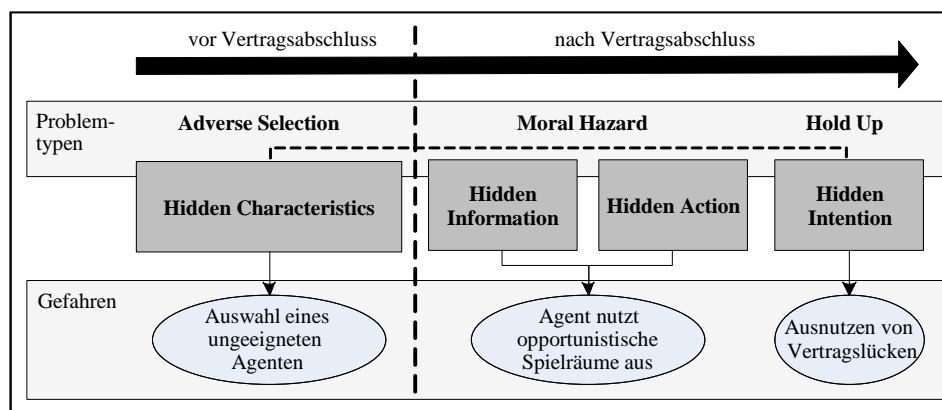 vor Vertragsabschluss
nach Vertragsabschluss
Problem-
typen
Adverse Selection
Moral Hazard
Hold Up
Hidden Characteristics
Hidden
Information
Hidden Action
Hidden
Intention
Gefahren
Auswahl eines
ungeeigneten
Agenten
Agent nutzt
opportunistische
Spielräume aus
Ausnutzen von
Vertragslücken